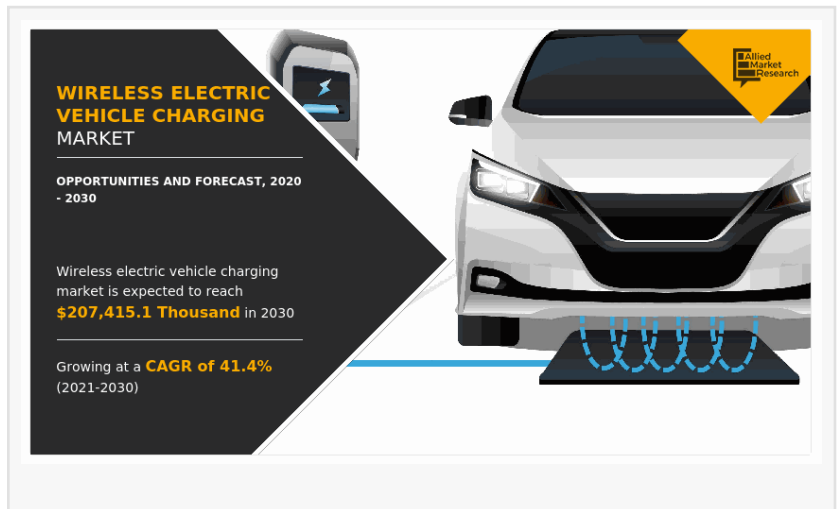 WIRELESS ELECTRIC
VEHICLE CHARGING
MARKET
OPPORTUNITIES AND FORECAST, 2020
- 2030
Wireless electric vehicle charging
market is expected to reach
$207,415.1 Thousand in 2030
Growing at a CAGR of 41.4%
(2021-2030)
Allied
Market
Research